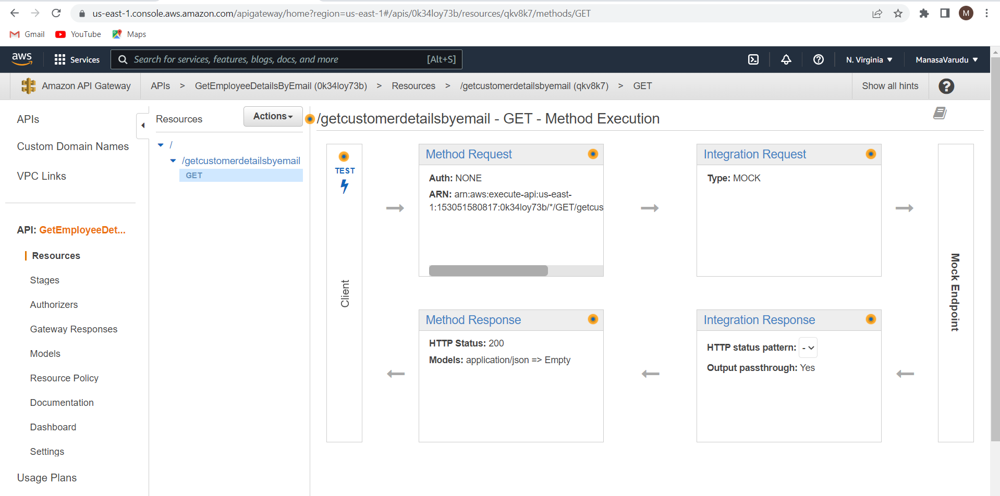 us-east-1.console.aws.amazon.com/apigateway/home?region=us-east-1#/apis/0k34loy73b/resources/qkv8k7/methods/GET
M
Gmail
YouTube
Maps
aws
Services
Search for services, features, blogs, docs, and more
[Alt+S]
N. Virginia
ManasaVarudu
Amazon API Gateway
APIs > GetEmployeeDetailsByEmail (0k34loy73b) > Resources > /getcustomerdetailsbyemail (qkv8k7) > GET
Show all hints
APIs
Custom Domain Names
VPC Links
API: GetEmployeeDet...
Resources
Stages
Authorizers
Gateway Responses
Models
Resource Policy
Documentation
Dashboard
Settings
Usage Plans
Resources
Actions
/
/getcustomerdetailsbyemail
GET
/getcustomerdetailsbyemail - GET - Method Execution
TEST
Client
Method Request
Auth: NONE
ARN: arn:aws:execute-api:us-east-
1:153051580817:0k34loy73b/*/GET/getcus
Integration Request
Type: MOCK
Mock Endpoint
Method Response
HTTP Status: 200
Models: application/json => Empty
Integration Response
HTTP status pattern: -
Output passthrough: Yes